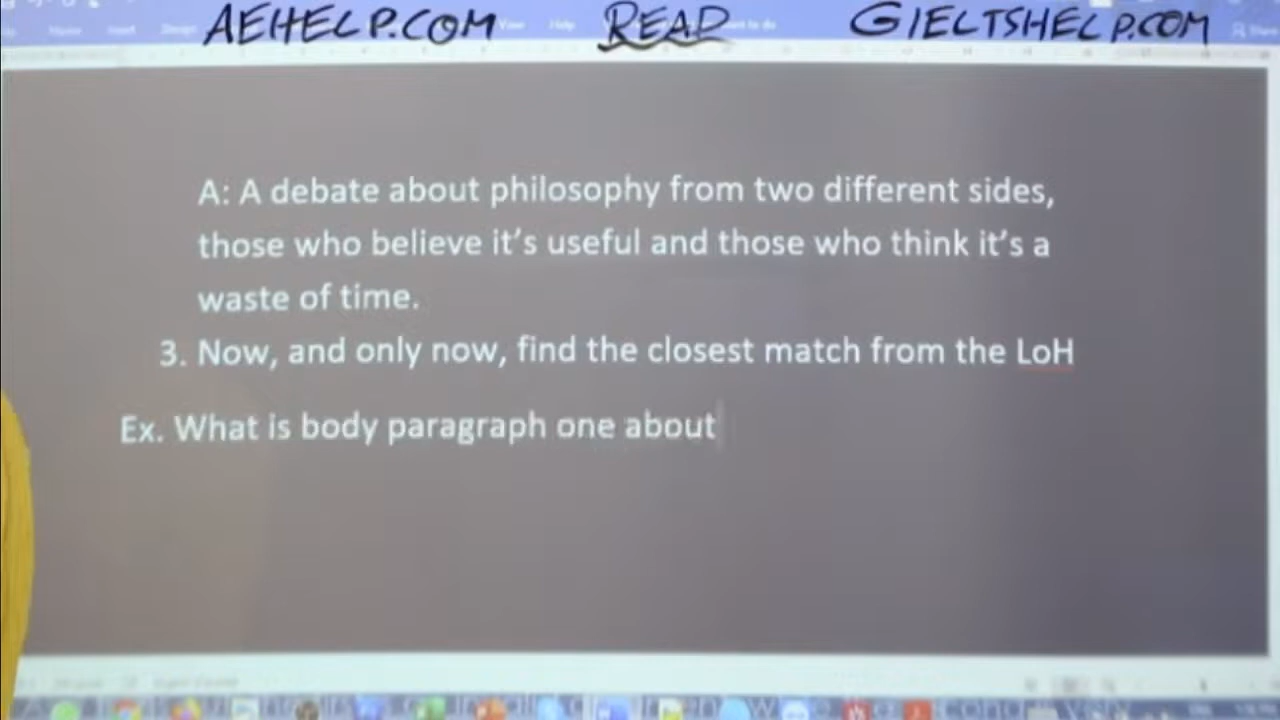 AEHELP.COM READ GIELTSHELP.COM
A: A debate about philosophy from two different sides,
those who believe it's useful and those who think it's a
waste of time.
3. Now, and only now, find the closest match from the LoH
Ex. What is body paragraph one about